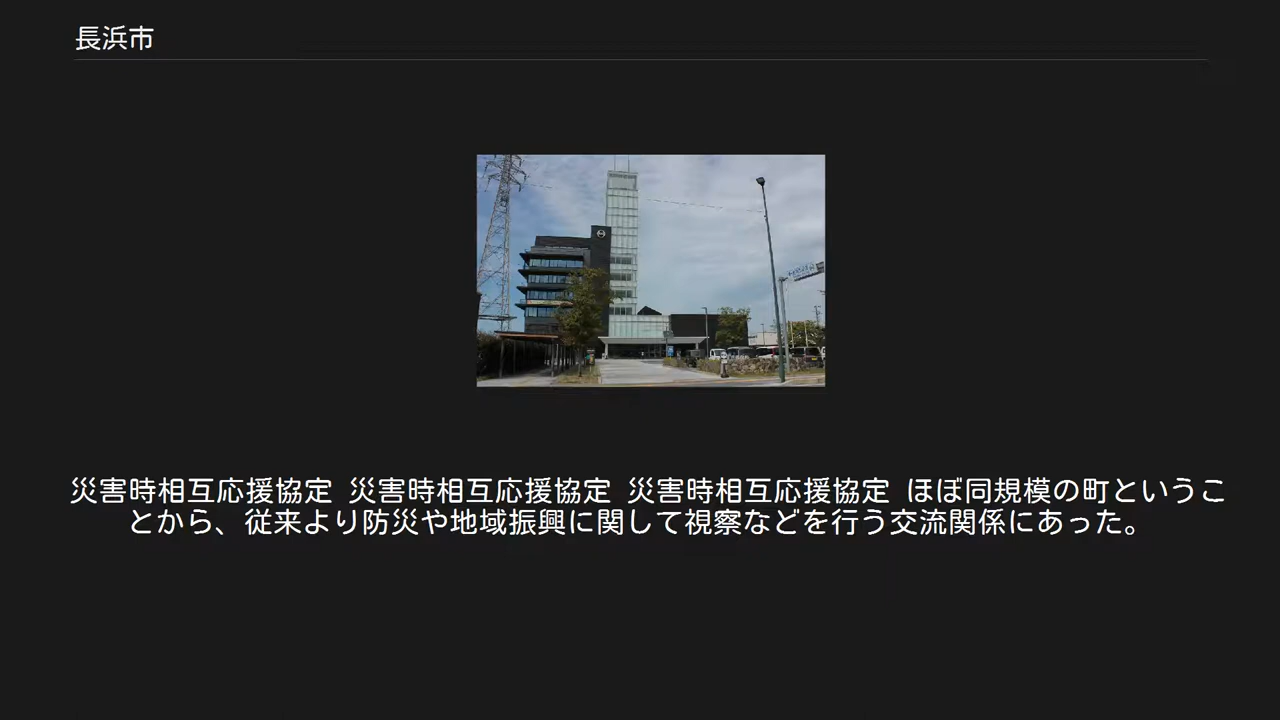 長浜市
災害時相互応援協定 災害時相互応援協定 災害時相互応援協定 ほぼ同規模の町というこ
とから、従来より防災や地域振興に関して視察などを行う交流関係にあった。